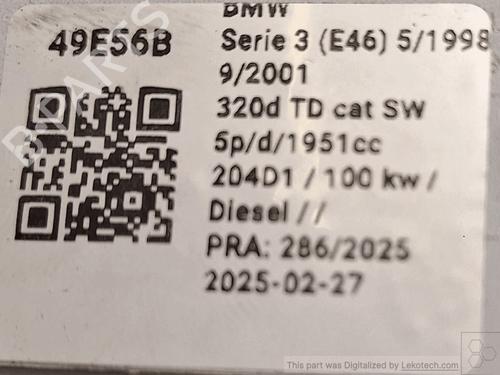 BMW
49E56B
Serie 3 (E46) 5/1998
9/2001
320d TD cat SW
5p/d/1951cc
204D1 / 100 kw /
Diesel //
PRA: 286/2025
2025-02-27
B PARTS
This part was Digitalized by Lekotech.com